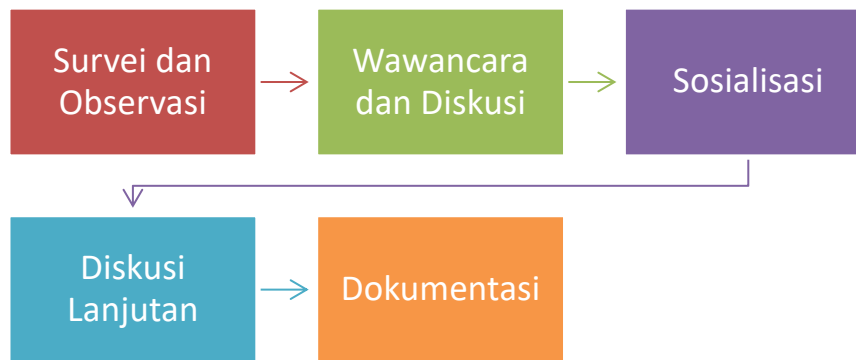 Survei dan
Observasi
Wawancara
dan Diskusi
Sosialisasi
Diskusi
Lanjutan
Dokumentasi